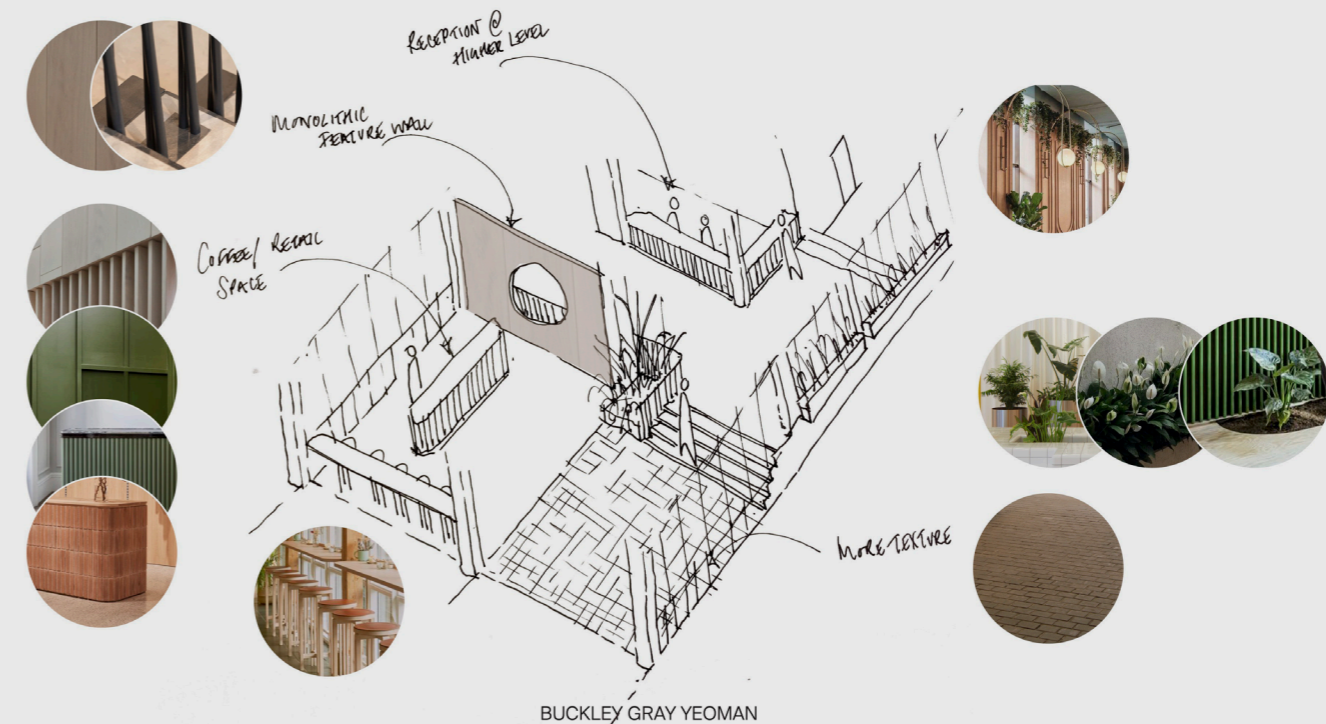 RECEPTION @
HIGHER LEVEL
MONOLITHIC
FEATURE WALL
COFFEE/ RETAIL
SPACE
MORE TEXTURE
BUCKLEY GRAY YEOMAN